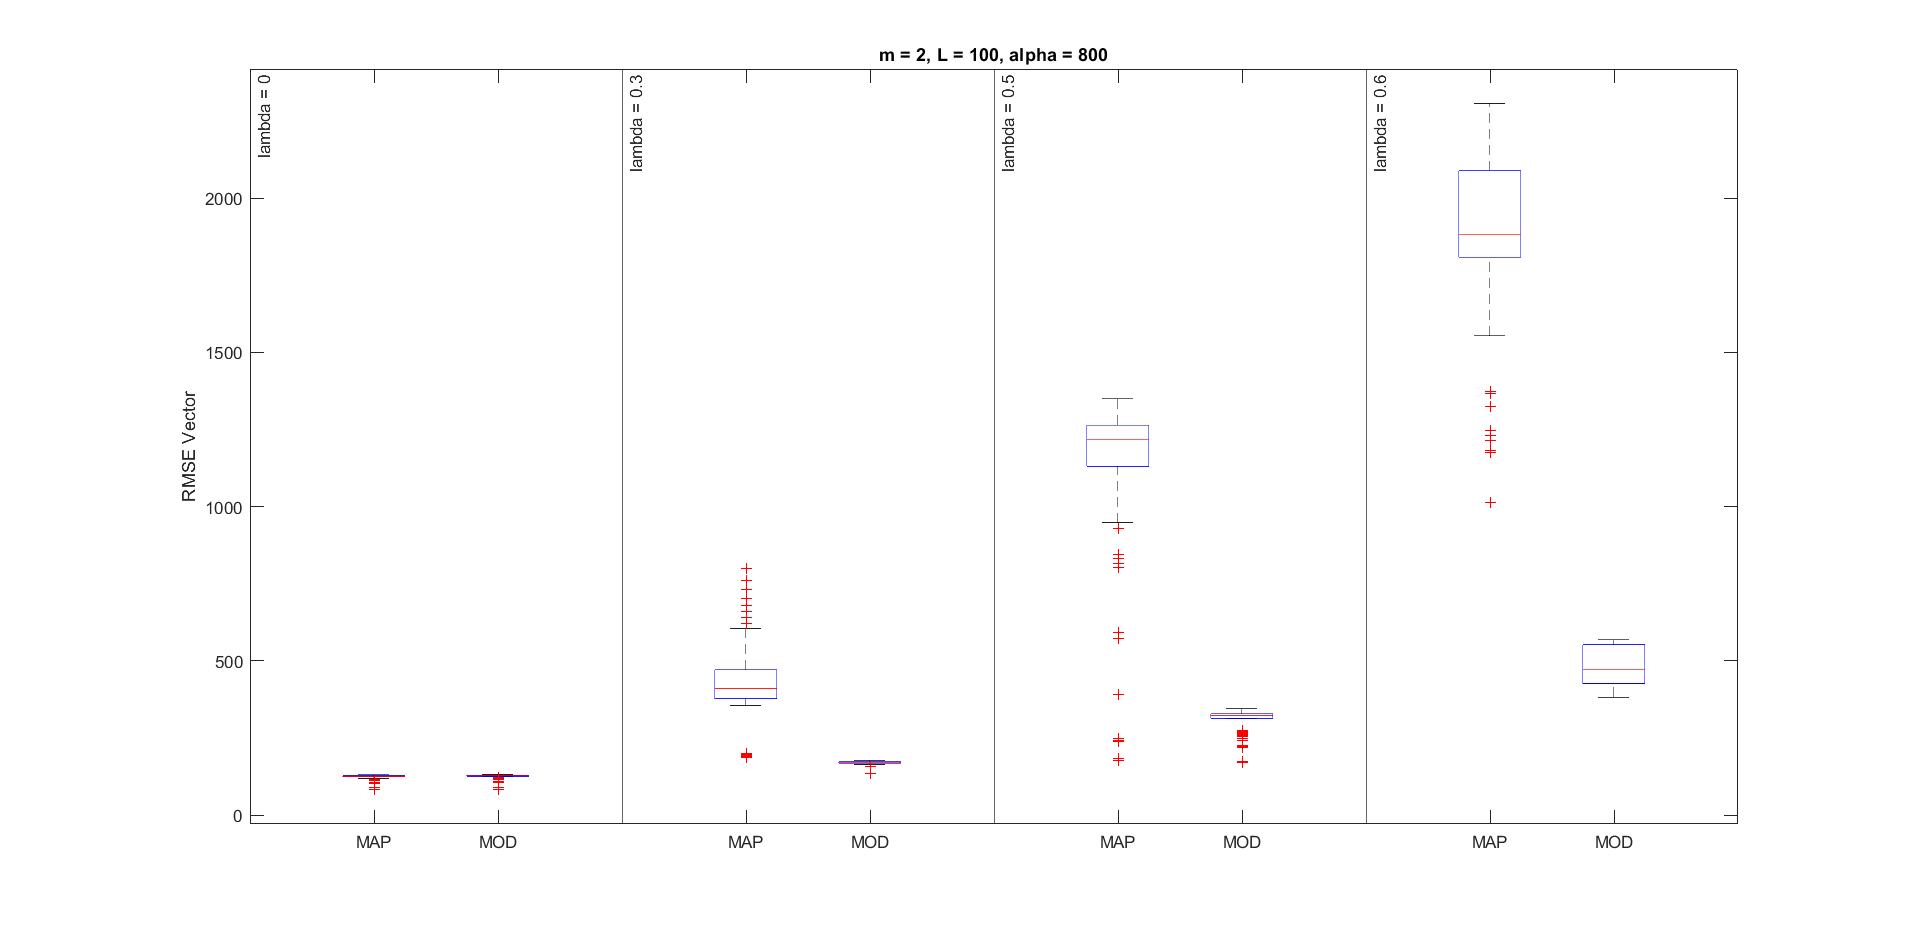 m = 2, L = 100, alpha = 800
lambda = 0
lambda = 0.3
lambda = 0.5
lambda = 0.6
RMSE Vector
2000
1500
1000
500
0
MAP
MOD
MAP
MOD
MAP
MOD
MAP
MOD